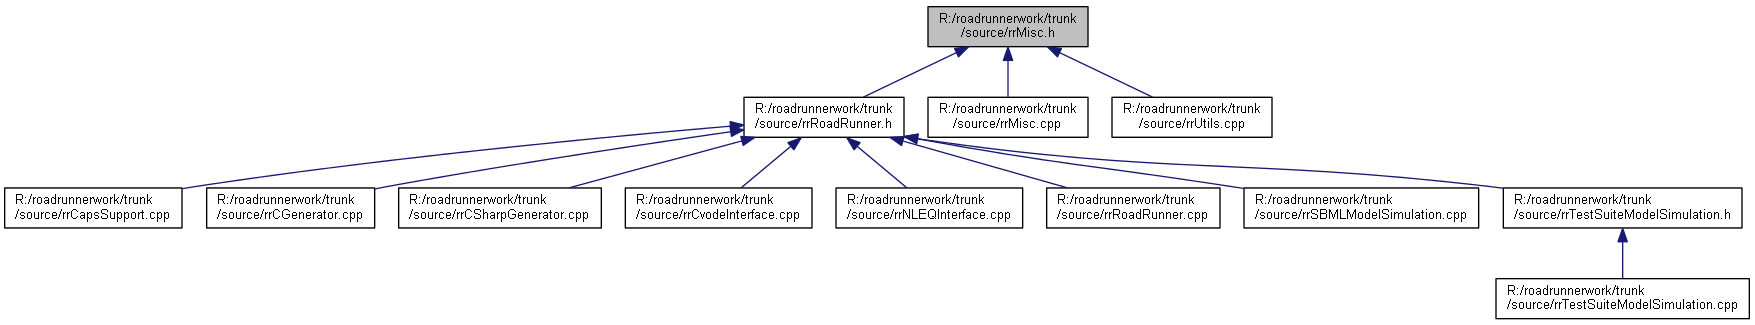 R:/roadrunnerwork/trunk
/source/rrMisc.h
R:/roadrunnerwork/trunk
/source/rrRoadRunner.h
R:/roadrunnerwork/trunk
/source/rrMisc.cpp
R:/roadrunnerwork/trunk
/source/rrUtils.cpp
R:/roadrunnerwork/trunk
/source/rrCapsSupport.cpp
R:/roadrunnerwork/trunk
/source/rrCGenerator.cpp
R:/roadrunnerwork/trunk
/source/rrCSharpGenerator.cpp
R:/roadrunnerwork/trunk
/source/rrCvodeInterface.cpp
R:/roadrunnerwork/trunk
/source/rrNLEQInterface.cpp
R:/roadrunnerwork/trunk
/source/rrRoadRunner.cpp
R:/roadrunnerwork/trunk
/source/rrSBMLModelSimulation.cpp
R:/roadrunnerwork/trunk
/source/rrTestSuiteModelSimulation.h
R:/roadrunnerwork/trunk
/source/rrTestSuiteModelSimulation.cpp